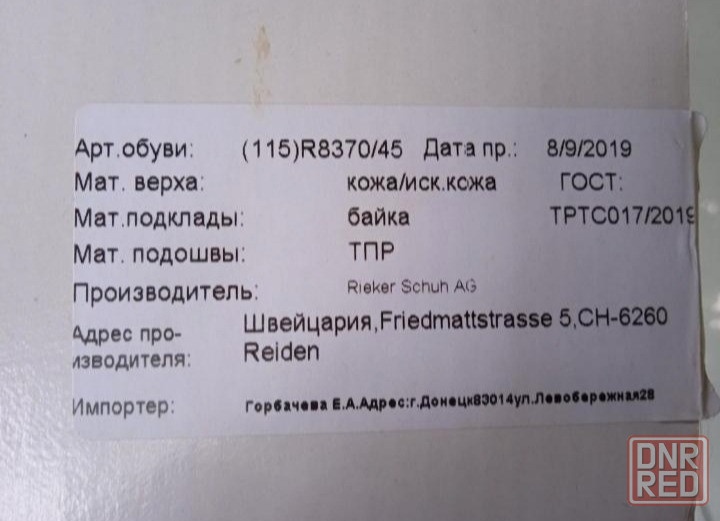 Арт.обуви: (115)R8370/45 Дата пр.: 8/9/2019
Мат. верха: кожа/иск.кожа ГОСТ:
Мат.подклады: байка ТРТС017/2019
Мат. подошвы: ТПР
Производитель: Rieker Schuh AG
Адрес про-
изводителя:
Швейцария,Friedmattstrasse 5,CH-6260
Reiden
Импортер: Горбачева Е.А.Адрес:г.Донецк83014ул.Левобережная28
DNR
RED